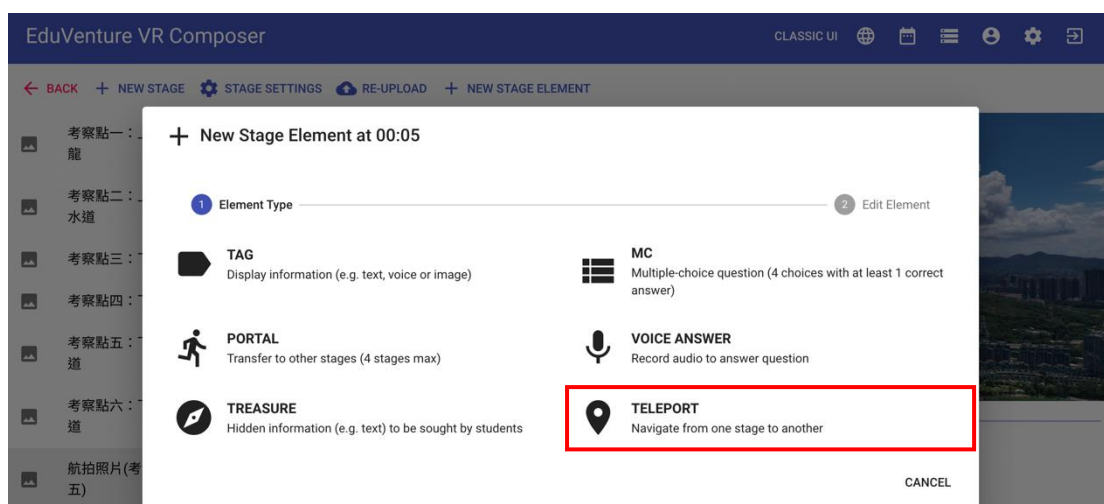 EduVenture VR Composer
CLASSIC UI
BACK
NEW STAGE
STAGE SETTINGS
RE-UPLOAD
NEW STAGE ELEMENT
考察點一：
龍
考察點二：
水道
考察點三：
考察點四：
考察點五：
道
考察點六：
道
航拍照片(考
五)
New Stage Element at 00:05
1 Element Type
2 Edit Element
TAG
Display information (e.g. text, voice or image)
MC
Multiple-choice question (4 choices with at least 1 correct
answer)
PORTAL
Transfer to other stages (4 stages max)
VOICE ANSWER
Record audio to answer question
TREASURE
Hidden information (e.g. text) to be sought by students
TELEPORT
Navigate from one stage to another
CANCEL